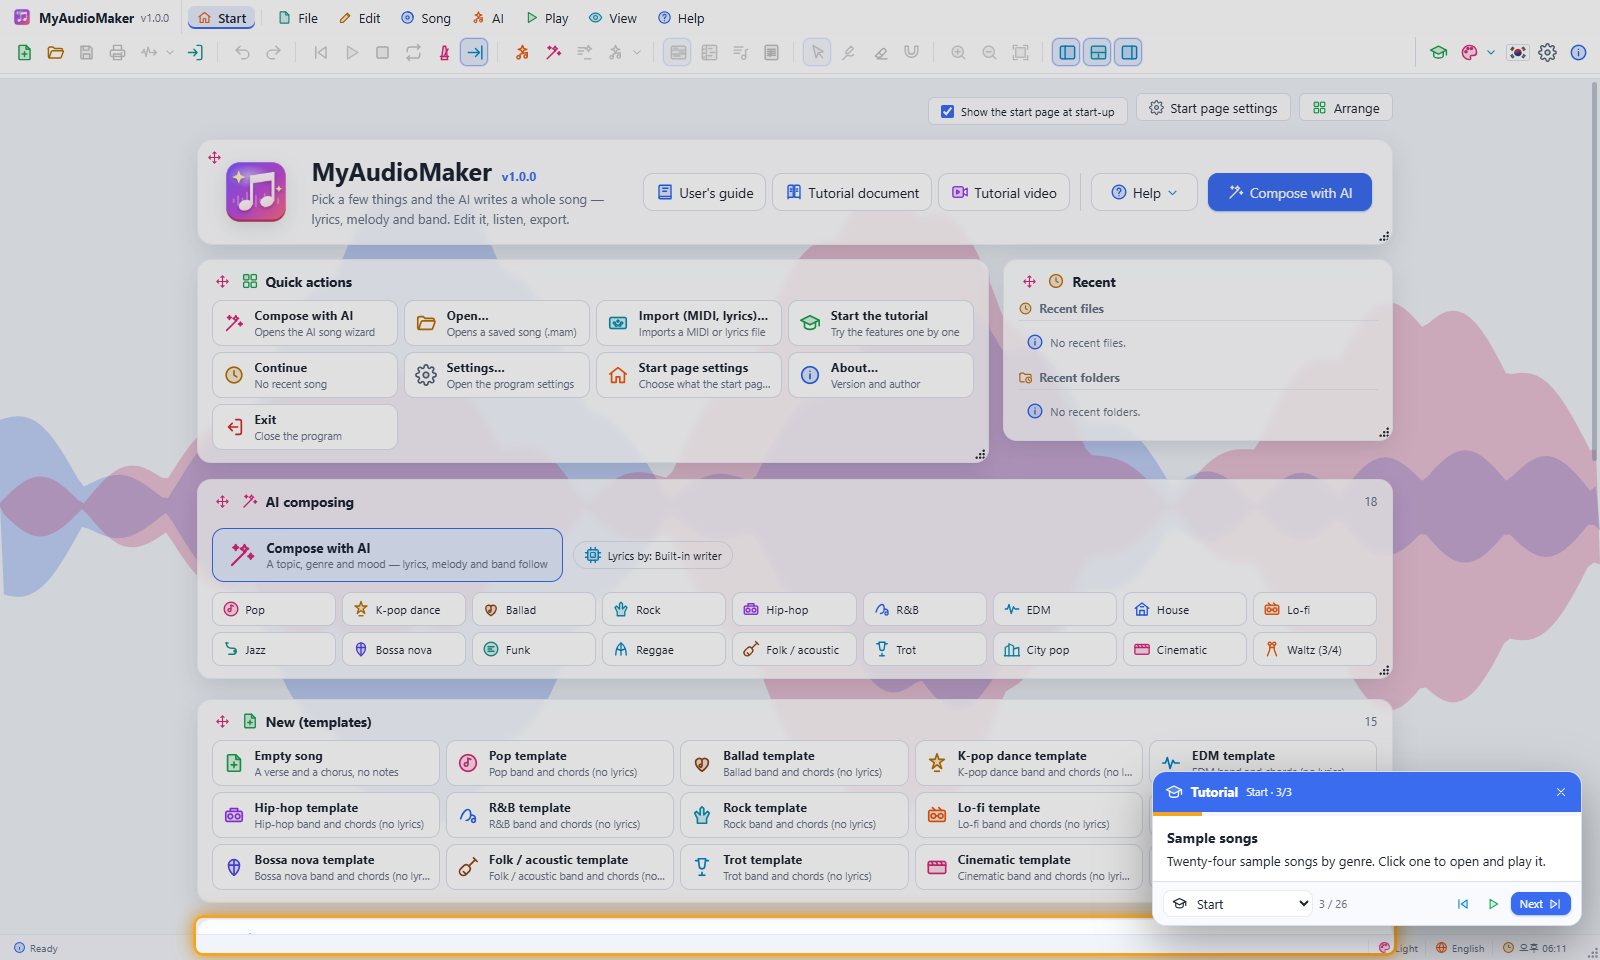 MyAudioMaker v1.0.0
Start File Edit Song AI Play View Help
Show the start page at start-up
Start page settings
Arrange
MyAudioMaker v1.0.0
Pick a few things and the AI writes a whole song —
lyrics, melody and band. Edit it, listen, export.
User's guide
Tutorial document
Tutorial video
Help
Compose with AI
Quick actions
Compose with AI
Opens the AI song wizard
Open...
Opens a saved song (.mam)
Import (MIDI, lyrics)...
Imports a MIDI or lyrics file
Start the tutorial
Try the features one by one
Continue
No recent song
Settings...
Open the program settings
Start page settings
Choose what the start pag...
About...
Version and author
Exit
Close the program
Recent
Recent files
No recent files.
Recent folders
No recent folders.
AI composing
18
Compose with AI
A topic, genre and mood — lyrics, melody and band follow
Lyrics by: Built-in writer
Pop
K-pop dance
Ballad
Rock
Hip-hop
R&B
EDM
House
Lo-fi
Jazz
Bossa nova
Funk
Reggae
Folk / acoustic
Trot
City pop
Cinematic
Waltz (3/4)
New (templates)
15
Empty song
A verse and a chorus, no notes
Pop template
Pop band and chords (no lyrics)
Ballad template
Ballad band and chords (no lyrics)
K-pop dance template
K-pop dance band and chords (no l...
EDM template
EDM band and chords (no lyrics)
Hip-hop template
Hip-hop band and chords (no lyrics)
R&B template
R&B band and chords (no lyrics)
Rock template
Rock band and chords (no lyrics)
Lo-fi template
Lo-fi band and chords (no lyrics)
Bossa nova template
Bossa nova band and chords (no lyr...
Folk / acoustic template
Folk / acoustic band and chords (no...
Trot template
Trot band and chords (no lyrics)
Cinematic template
Cinematic band and chords (no lyri...
Tutorial Start · 3/3
Sample songs
Twenty-four sample songs by genre. Click one to open and play it.
Start
3 / 26
Next
Ready
Light
English
오후 06:11